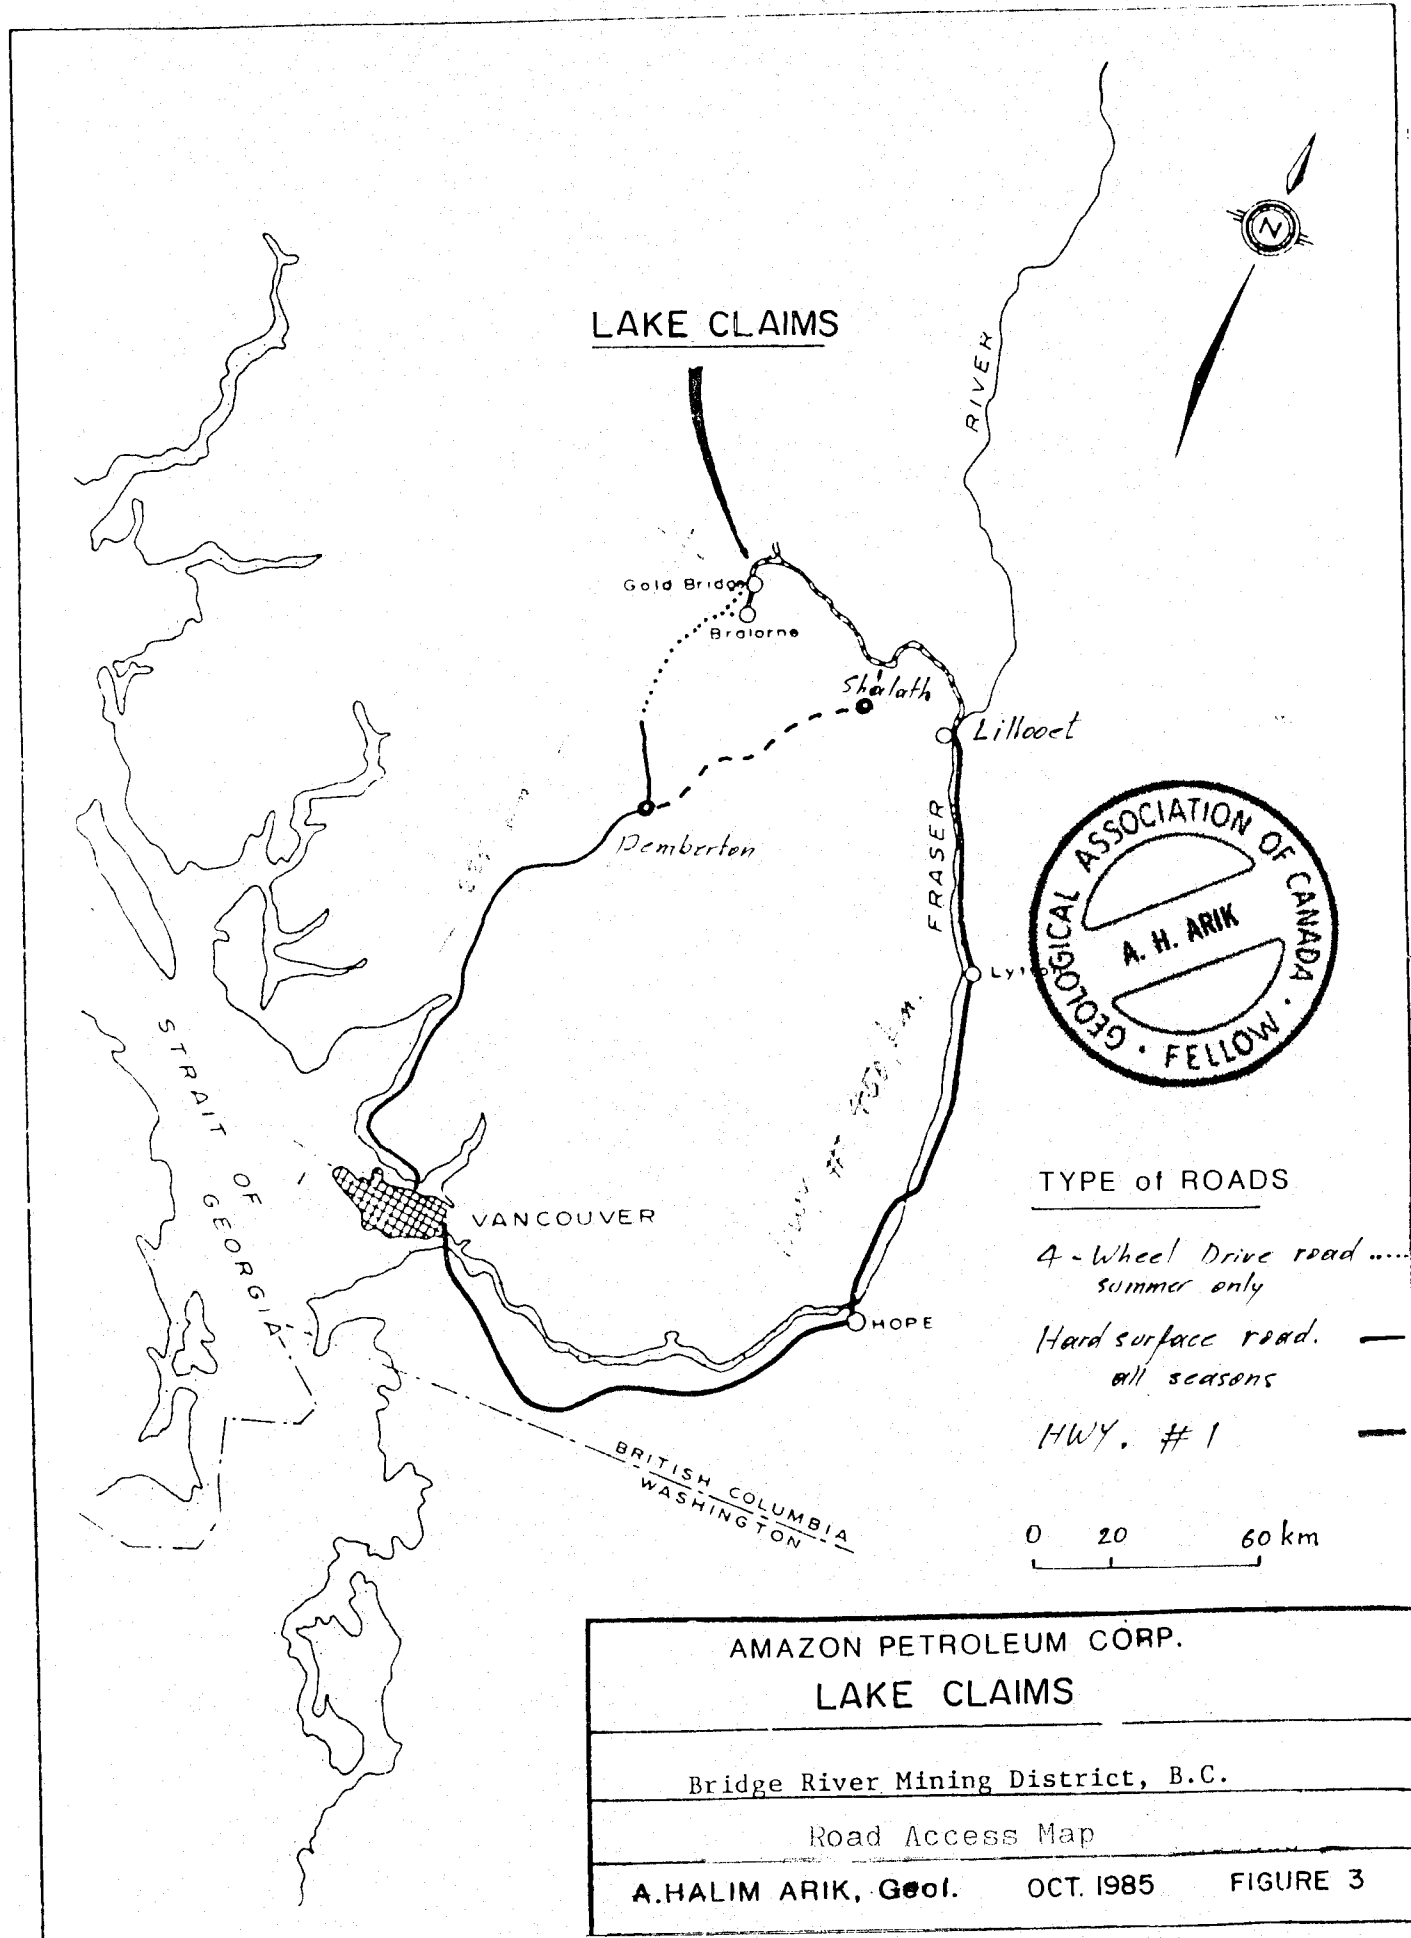 N
LAKE CLAIMS
RIVER
Gold Bridge
Bralorne
Shalath
Lillooet
Pemberton
FRASER
GEOLOGICAL ASSOCIATION OF CANADA
A. H. ARIK
· FELLOW ·
450 km.
HWY #
STRAIT OF
GEORGIA
VANCOUVER
HOPE
TYPE of ROADS
4-Wheel Drive road .....
summer only
Hard surface road.
all seasons
HWY. # 1
BRITISH COLUMBIA
WASHINGTON
0 20 60 km
AMAZON PETROLEUM CORP.
LAKE CLAIMS
Bridge River Mining District, B.C.
Road Access Map
A.HALIM ARIK, Geol. OCT. 1985 FIGURE 3